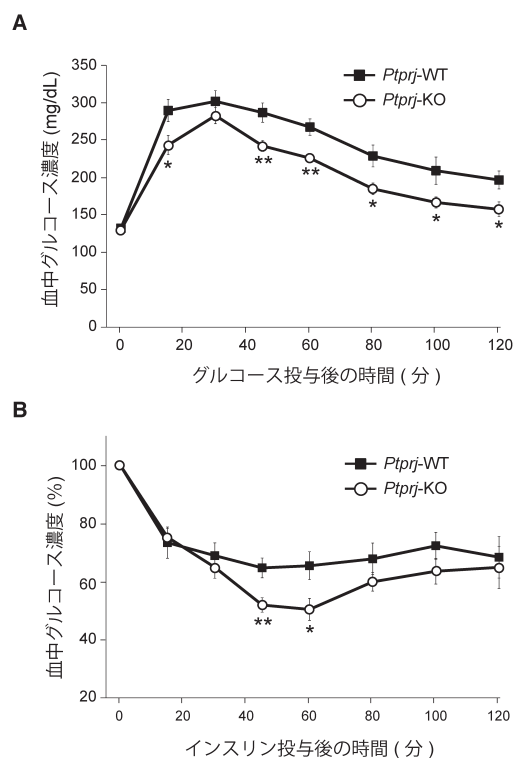 A
350
300
250
200
150
100
50
0
血中グルコース濃度 (mg/dL)
Ptprj-WT
Ptprj-KO
*
**
**
*
*
*
0 20 40 60 80 100 120
グルコース投与後の時間 ( 分 )
B
100
80
60
40
20
血中グルコース濃度 (%)
Ptprj-WT
Ptprj-KO
**
*
0 20 40 60 80 100 120
インスリン投与後の時間 ( 分 )